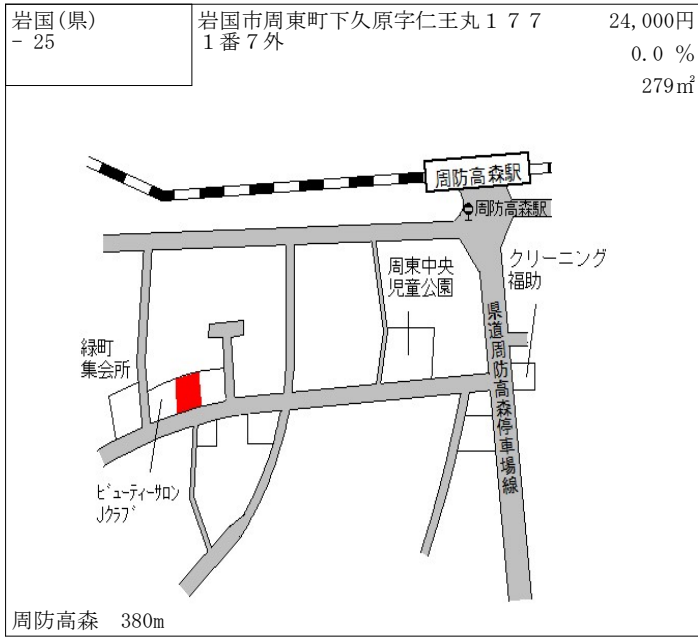 岩国(県)
- 25
岩国市周東町下久原字仁王丸１７７
１番７外
24,000円
0.0 %
279㎡
周防高森駅
周防高森駅
クリーニング
福助
周東中央
児童公園
県道周防高森停車場線
緑町
集会所
ﾋﾞｭｰﾃｨｰｻﾛﾝ
Jｸﾗﾌﾞ
周防高森　380m